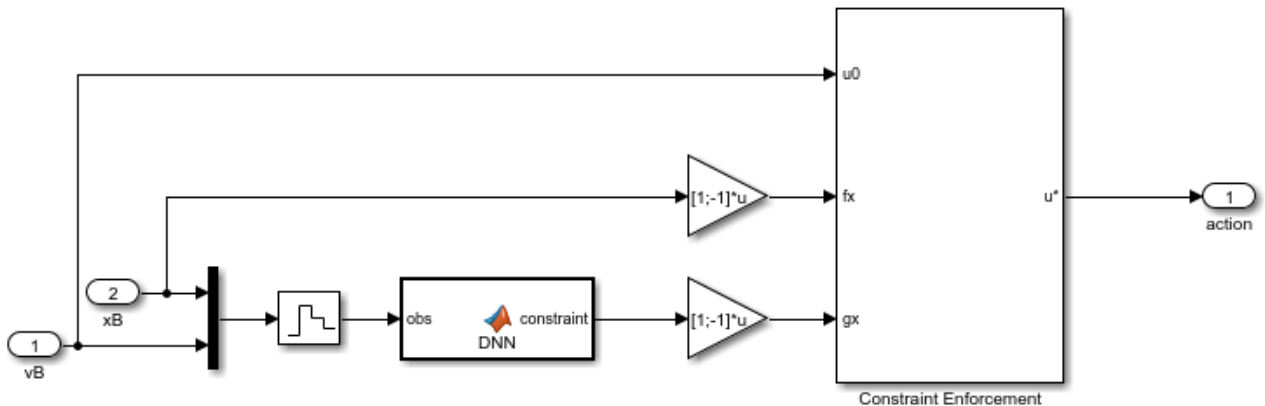 u0
[1;-1]*u
fx
u*
1
action
2
xB
obs
constraint
DNN
[1;-1]*u
gx
1
vB
Constraint Enforcement